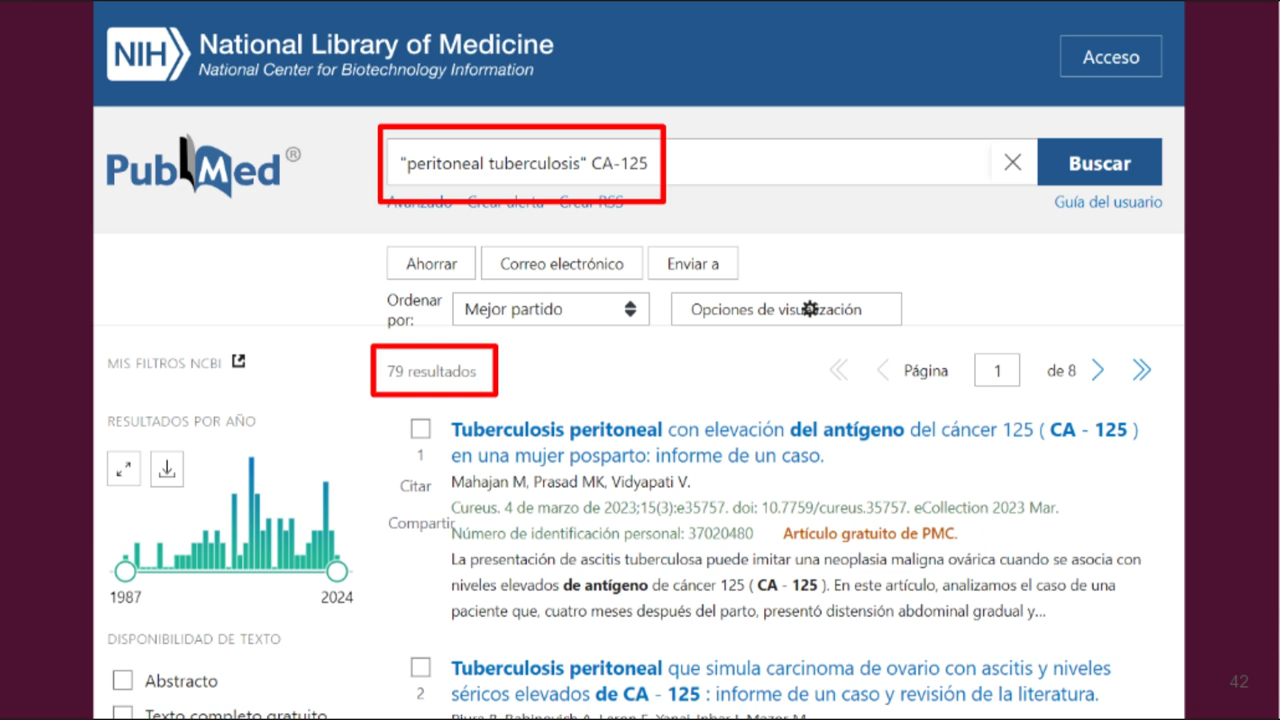 NIH National Library of Medicine
National Center for Biotechnology Information
Acceso
PubMed®
"peritoneal tuberculosis" CA-125
Buscar
Avanzado Crear alerta Crear RSS
Guía del usuario
Ahorrar
Correo electrónico
Enviar a
Ordenar por:
Mejor partido
Opciones de visualización
MIS FILTROS NCBI
79 resultados
Página 1 de 8
RESULTADOS POR AÑO
1987
2024
DISPONIBILIDAD DE TEXTO
Abstracto
Texto completo gratuito
Tuberculosis peritoneal con elevación del antígeno del cáncer 125 ( CA - 125 )
en una mujer posparto: informe de un caso.
1
Citar
Compartir
Mahajan M, Prasad MK, Vidyapati V.
Cureus. 4 de marzo de 2023;15(3):e35757. doi: 10.7759/cureus.35757. eCollection 2023 Mar.
Número de identificación personal: 37020480 Artículo gratuito de PMC.
La presentación de ascitis tuberculosa puede imitar una neoplasia maligna ovárica cuando se asocia con
niveles elevados de antígeno de cáncer 125 ( CA - 125 ). En este artículo, analizamos el caso de una
paciente que, cuatro meses después del parto, presentó distensión abdominal gradual y...
Tuberculosis peritoneal que simula carcinoma de ovario con ascitis y niveles
2
séricos elevados de CA - 125 : informe de un caso y revisión de la literatura.
42